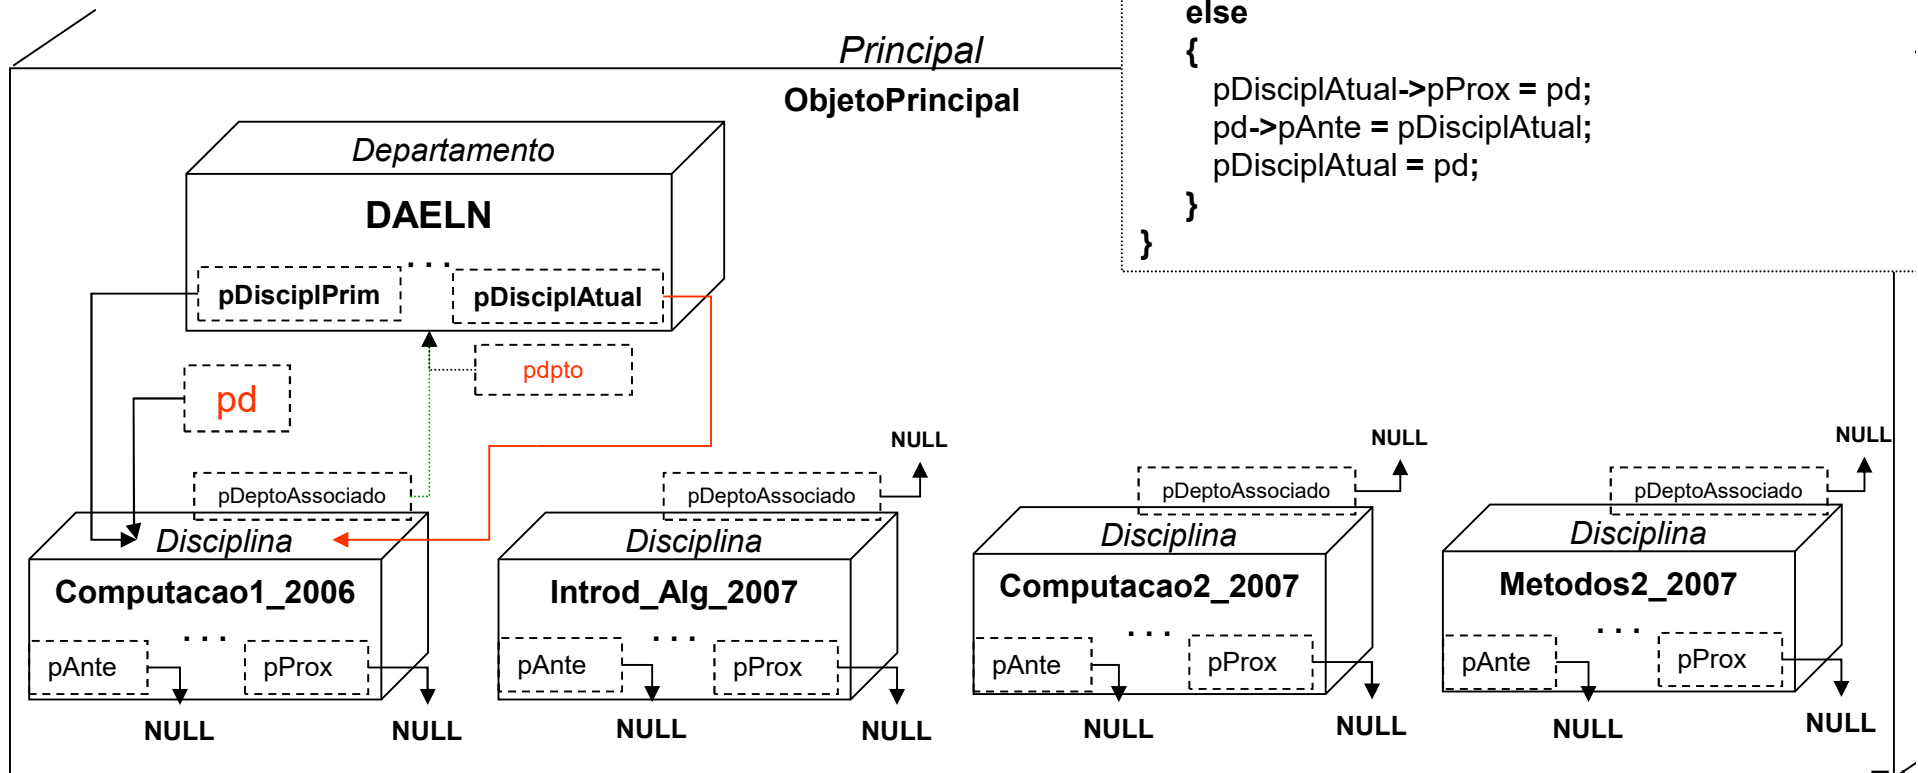 else
{
pDisciplAtual->pProx = pd;
pd->pAnte = pDisciplAtual;
pDisciplAtual = pd;
}
}
Principal
ObjetoPrincipal
Departamento
DAELN
. . .
pDisciplPrim
pDisciplAtual
pdpto
pd
NULL
NULL
NULL
pDeptoAssociado
pDeptoAssociado
pDeptoAssociado
pDeptoAssociado
Disciplina
Disciplina
Disciplina
Disciplina
Computacao1_2006
Introd_Alg_2007
Computacao2_2007
Metodos2_2007
. . .
. . .
. . .
. . .
pAnte
pProx
pAnte
pProx
pAnte
pProx
pAnte
pProx
NULL
NULL
NULL
NULL
NULL
NULL
NULL
NULL